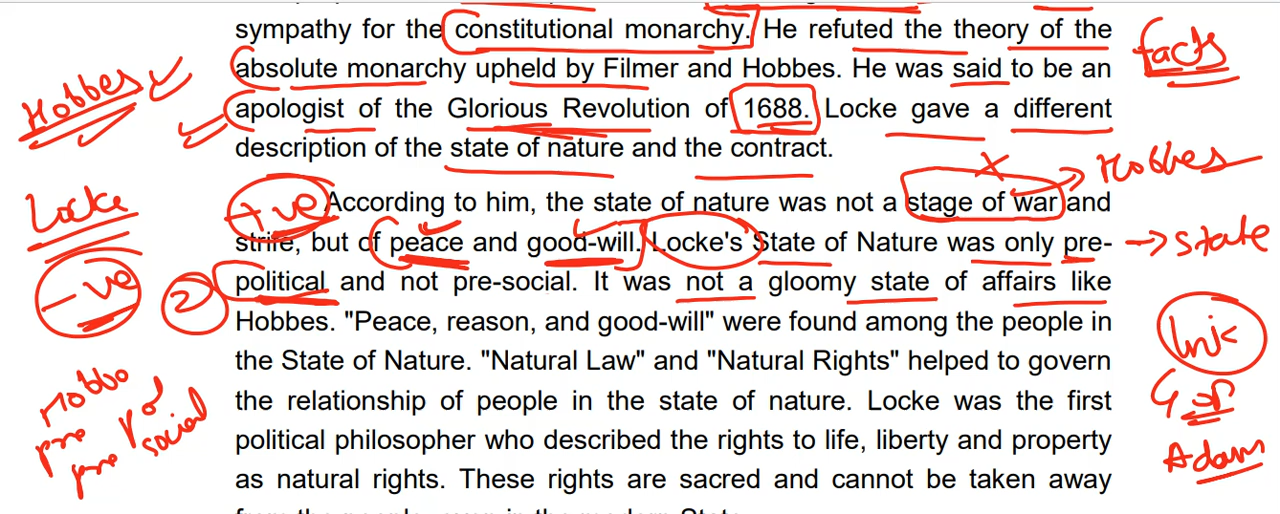 sympathy for the constitutional monarchy. He refuted the theory of the
absolute monarchy upheld by Filmer and Hobbes. He was said to be an
apologist of the Glorious Revolution of 1688. Locke gave a different
description of the state of nature and the contract.
According to him, the state of nature was not a stage of war and
strife, but of peace and good-will. Locke's State of Nature was only pre-
political and not pre-social. It was not a gloomy state of affairs like
Hobbes. "Peace, reason, and good-will" were found among the people in
the State of Nature. "Natural Law" and "Natural Rights" helped to govern
the relationship of people in the state of nature. Locke was the first
political philosopher who described the rights to life, liberty and property
as natural rights. These rights are sacred and cannot be taken away
Hobbes
Locke
-ve
+ve
2
pre Pol
pre social
facts
Hobbes
State
Adam